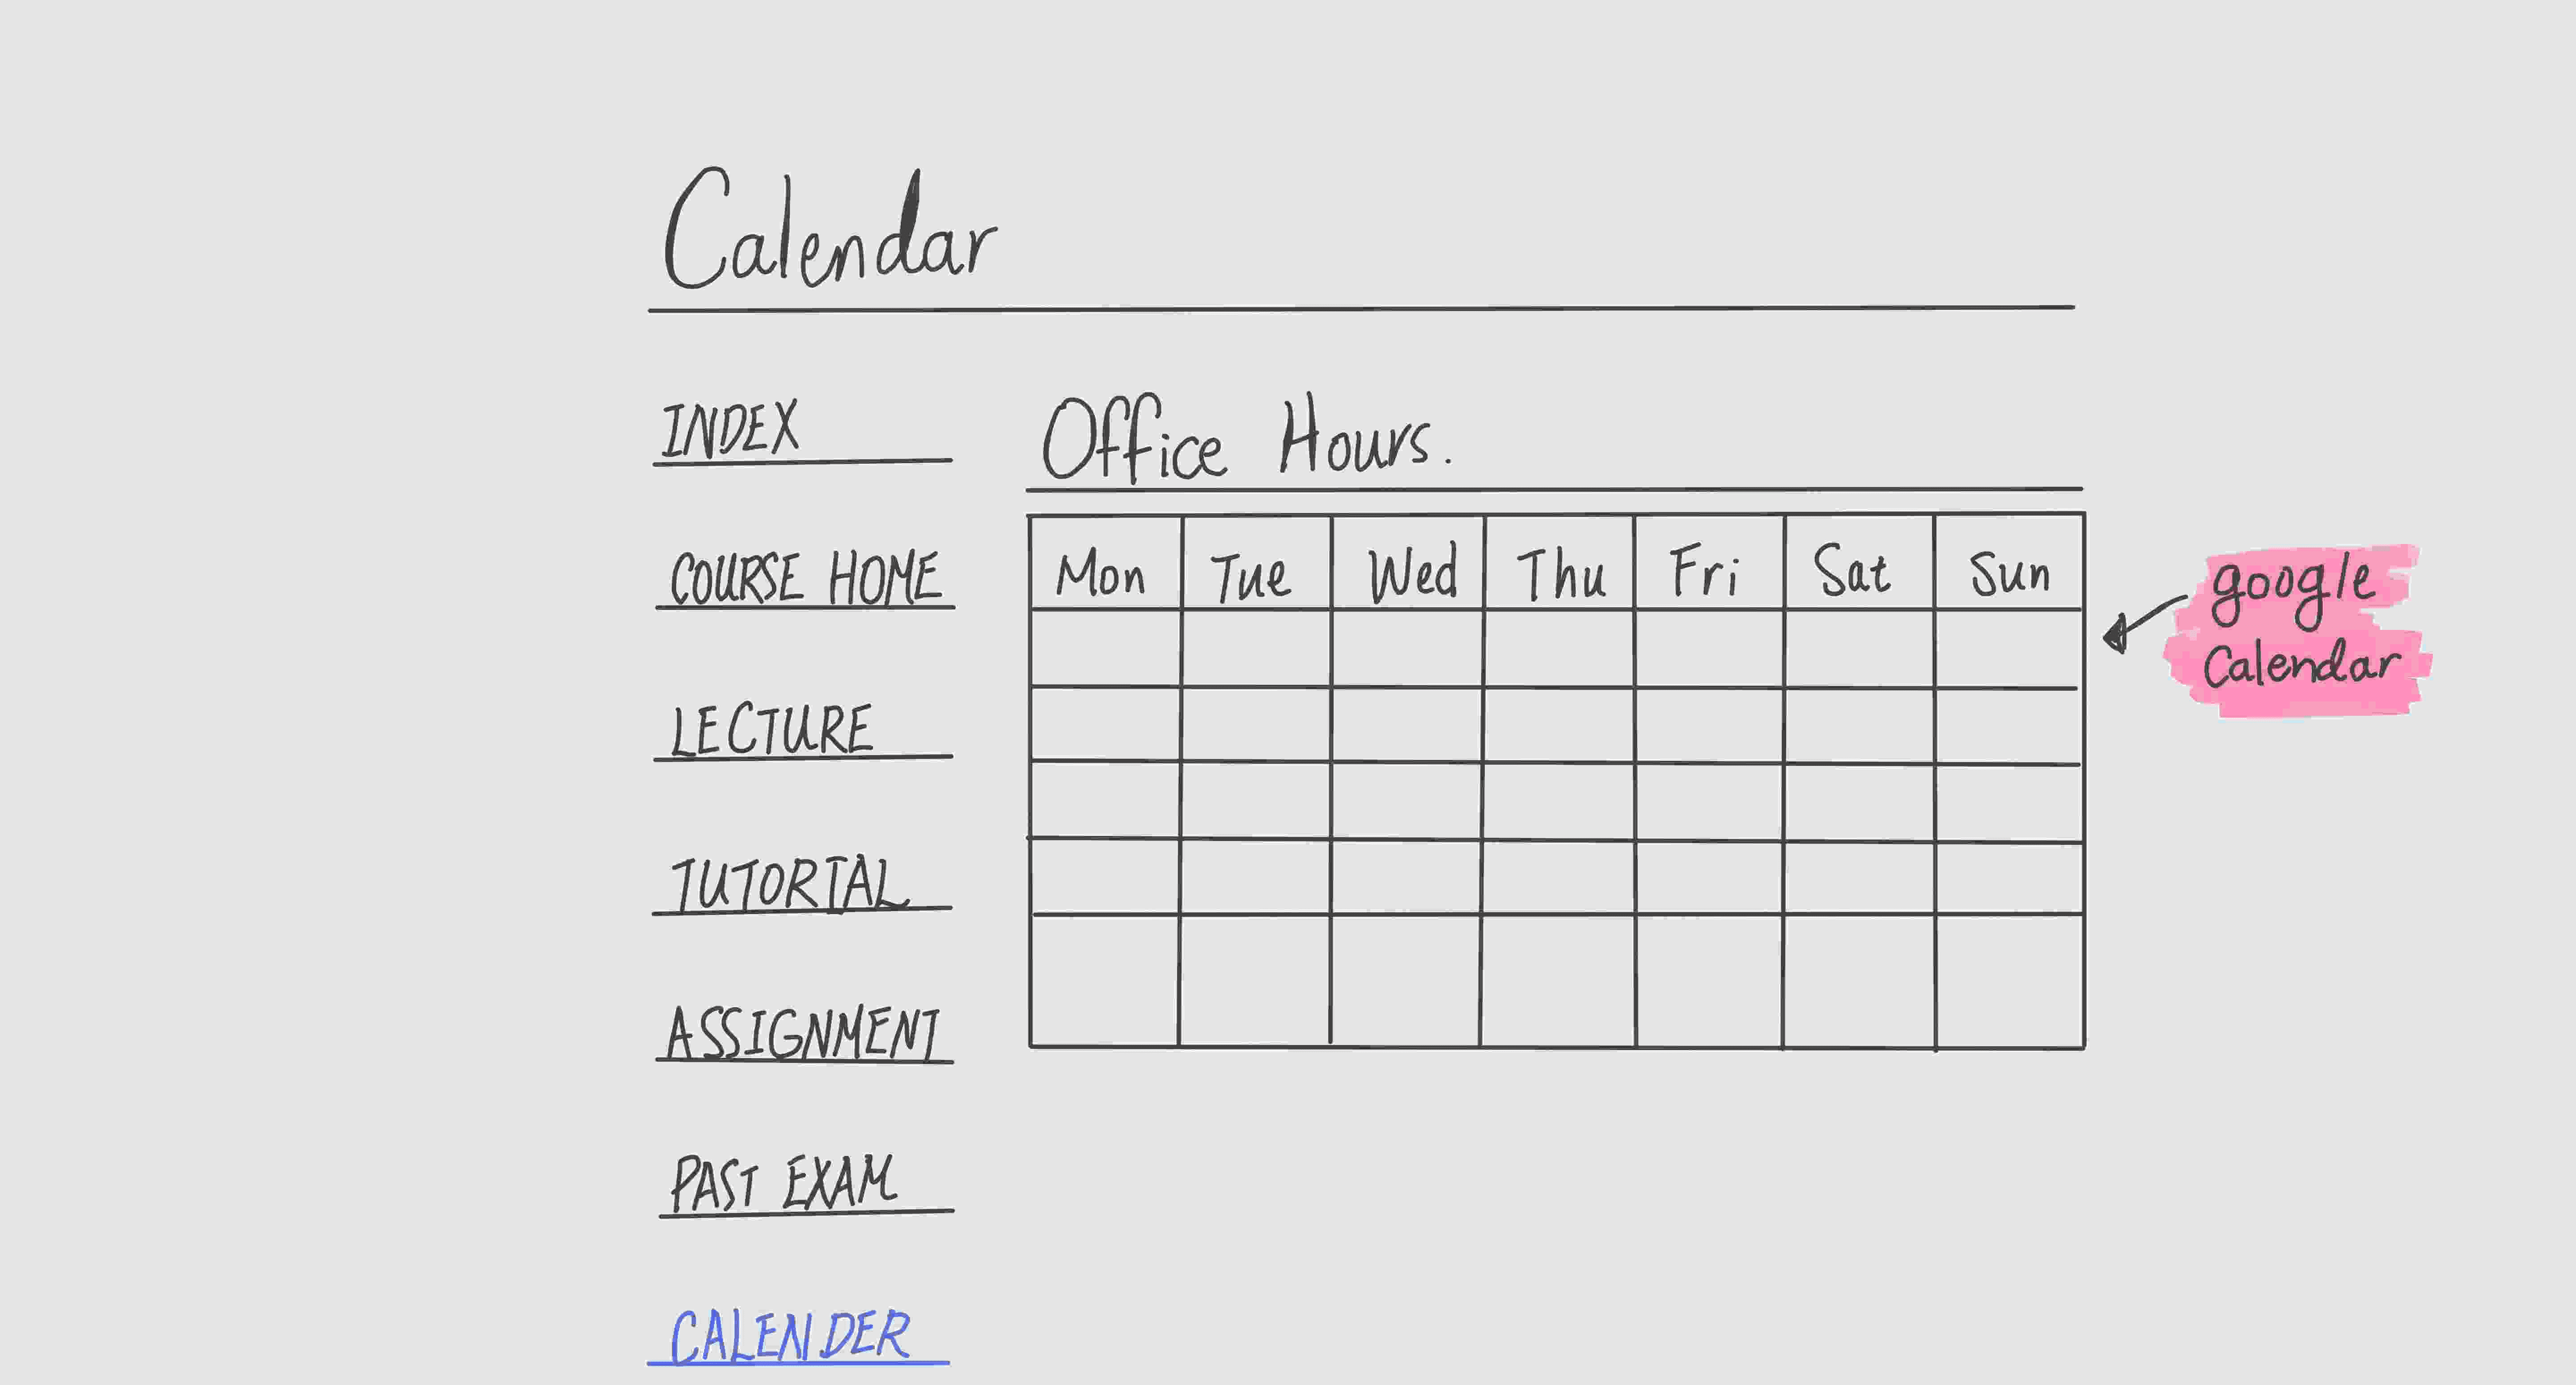 Calendar
INDEX
COURSE HOME
LECTURE
TUTORIAL
ASSIGNMENT
PAST EXAM
CALENDER
Office Hours.
Mon Tue Wed Thu Fri Sat Sun
google
Calendar